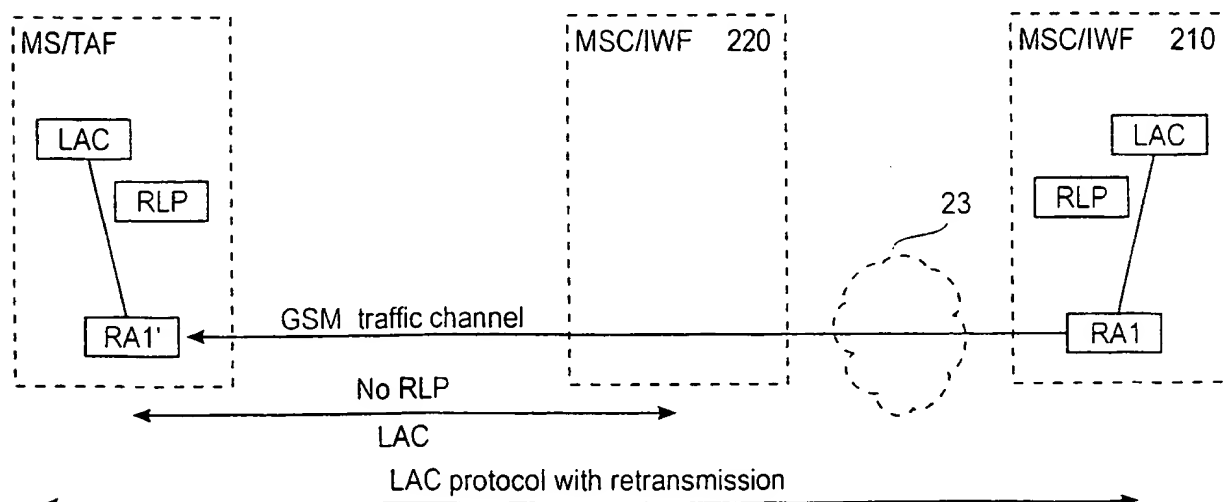 MS/TAF
MSC/IWF 220
MSC/IWF 210
LAC
LAC
RLP
RLP
23
GSM traffic channel
RA1'
RA1
No RLP
LAC
LAC protocol with retransmission